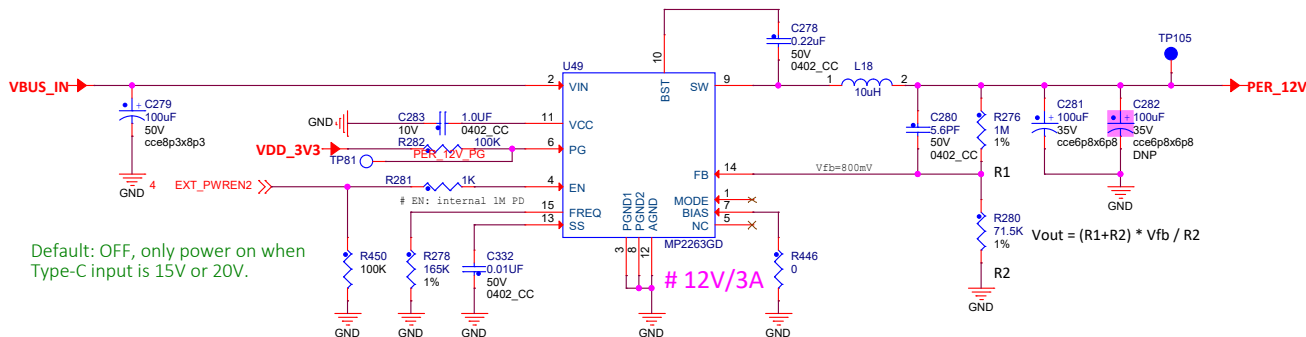 TP105
C278
0.22uF
50V
0402_CC
10
U49
BST
L18
VBUS_IN
2
VIN
SW
9
1
2
10uH
PER_12V
C279
100uF
50V
cce8p3x8p3
GND
GND
C283
10V
1.0UF
0402_CC
11
VCC
C280
5.6PF
50V
0402_CC
R276
1M
1%
R1
C281
100uF
35V
cce6p8x6p8
C282
100uF
35V
cce6p8x6p8
DNP
GND
VDD_3V3
R282
100K
6
PG
PER_12V_PG
TP81
14
FB
Vfb=800mV
4
EXT_PWREN2
R281
1K
4
EN
# EN: internal 1M PD
MODE
1
BIAS
7
NC
5
15
FREQ
13
SS
PGND1
PGND2
AGND
MP2263GD
3
8
12
R280
71.5K
1%
R2
Vout = (R1+R2) * Vfb / R2
Default: OFF, only power on when
Type-C input is 15V or 20V.
R450
100K
R278
165K
1%
C332
0.01UF
50V
0402_CC
# 12V/3A
R446
0
GND
GND
GND
GND
GND
GND